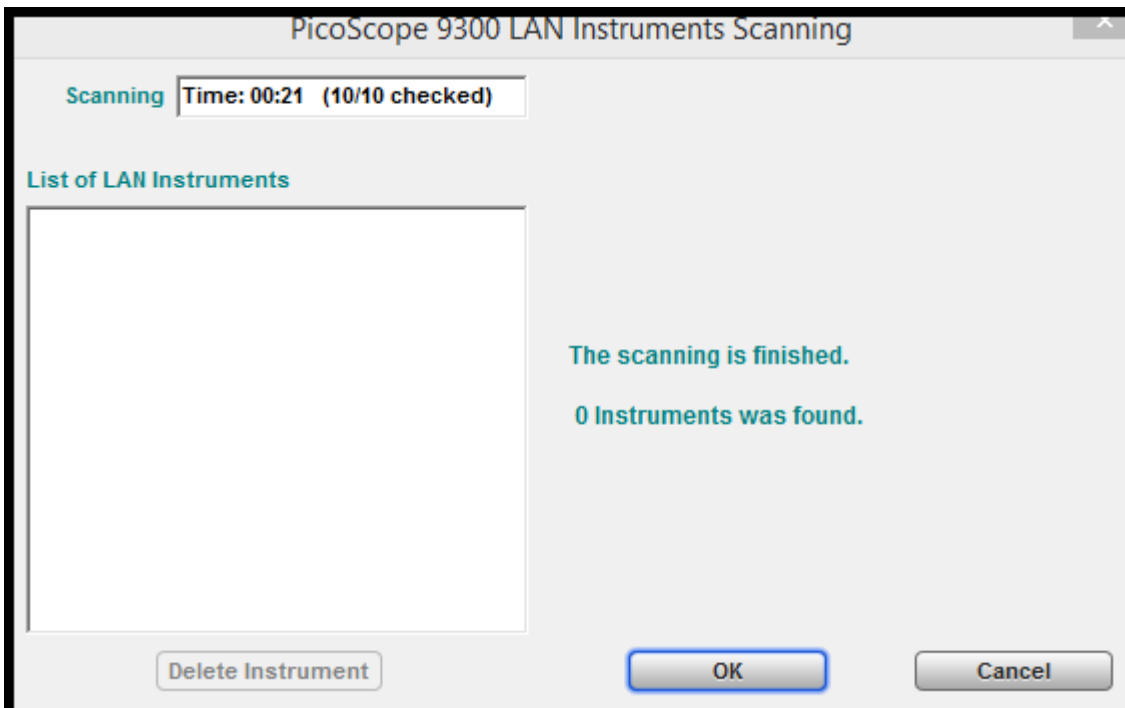 PicoScope 9300 LAN Instruments Scanning
Scanning Time: 00:21 (10/10 checked)
List of LAN Instruments
The scanning is finished.
0 Instruments was found.
Delete Instrument OK Cancel